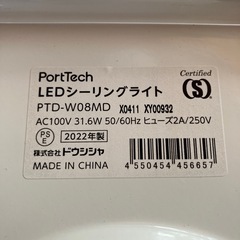 PortTech
Certified
LEDシーリングライト
S
PTD-W08MD X0411 XY00932
AC100V 31.6W 50/60Hz ヒューズ2A/250V
PSE
2022年製
株式会社ドウシシャ
MADE IN CHINA
4 550454 456657